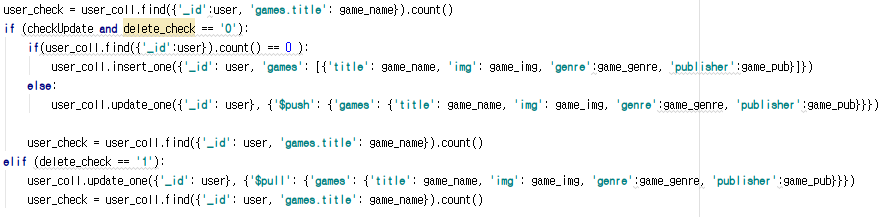 user_check = user_coll.find({'_id':user, 'games.title': game_name}).count()
if (checkUpdate and delete_check == '0'):
    if(user_coll.find({'_id':user}).count() == 0 ):
        user_coll.insert_one({'_id': user, 'games': [{'title': game_name, 'img': game_img, 'genre':game_genre, 'publisher':game_pub}]})
    else:
        user_coll.update_one({'_id': user}, {'$push': {'games': {'title': game_name, 'img': game_img, 'genre':game_genre, 'publisher':game_pub}}})
    user_check = user_coll.find({'_id': user, 'games.title': game_name}).count()
elif (delete_check == '1'):
    user_coll.update_one({'_id': user}, {'$pull': {'games': {'title': game_name, 'img': game_img, 'genre':game_genre, 'publisher':game_pub}}})
    user_check = user_coll.find({'_id': user, 'games.title': game_name}).count()